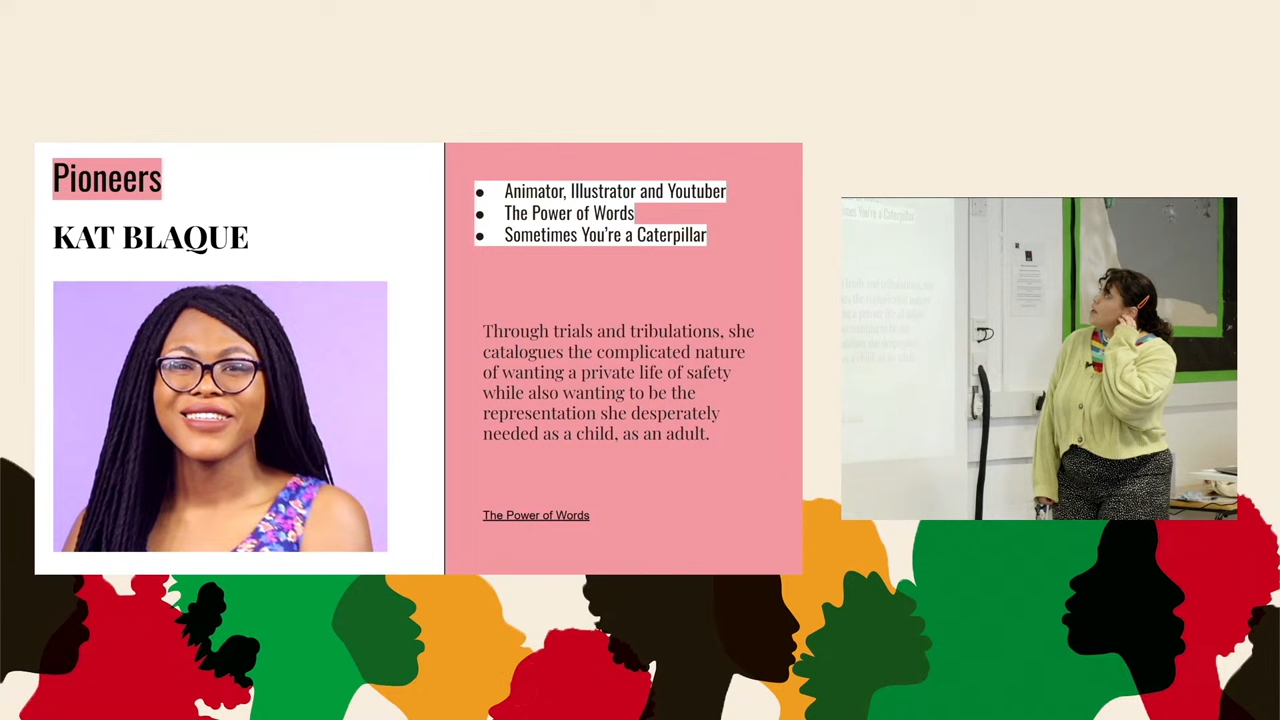 Pioneers
KAT BLAQUE
● Animator, Illustrator and Youtuber
● The Power of Words
● Sometimes You're a Caterpillar
Through trials and tribulations, she
catalogues the complicated nature
of wanting a private life of safety
while also wanting to be the
representation she desperately
needed as a child, as an adult.
The Power of Words